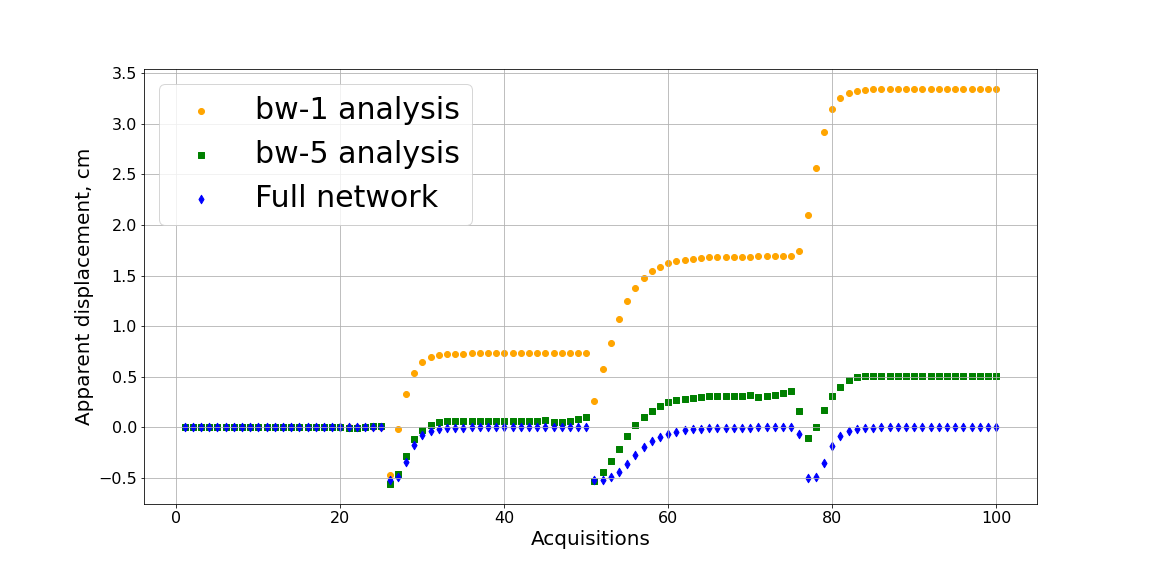 3.5
3.0
2.5
2.0
1.5
1.0
0.5
0.0
−0.5
Apparent displacement, cm
bw-1 analysis
bw-5 analysis
Full network
0 20 40 60 80 100
Acquisitions